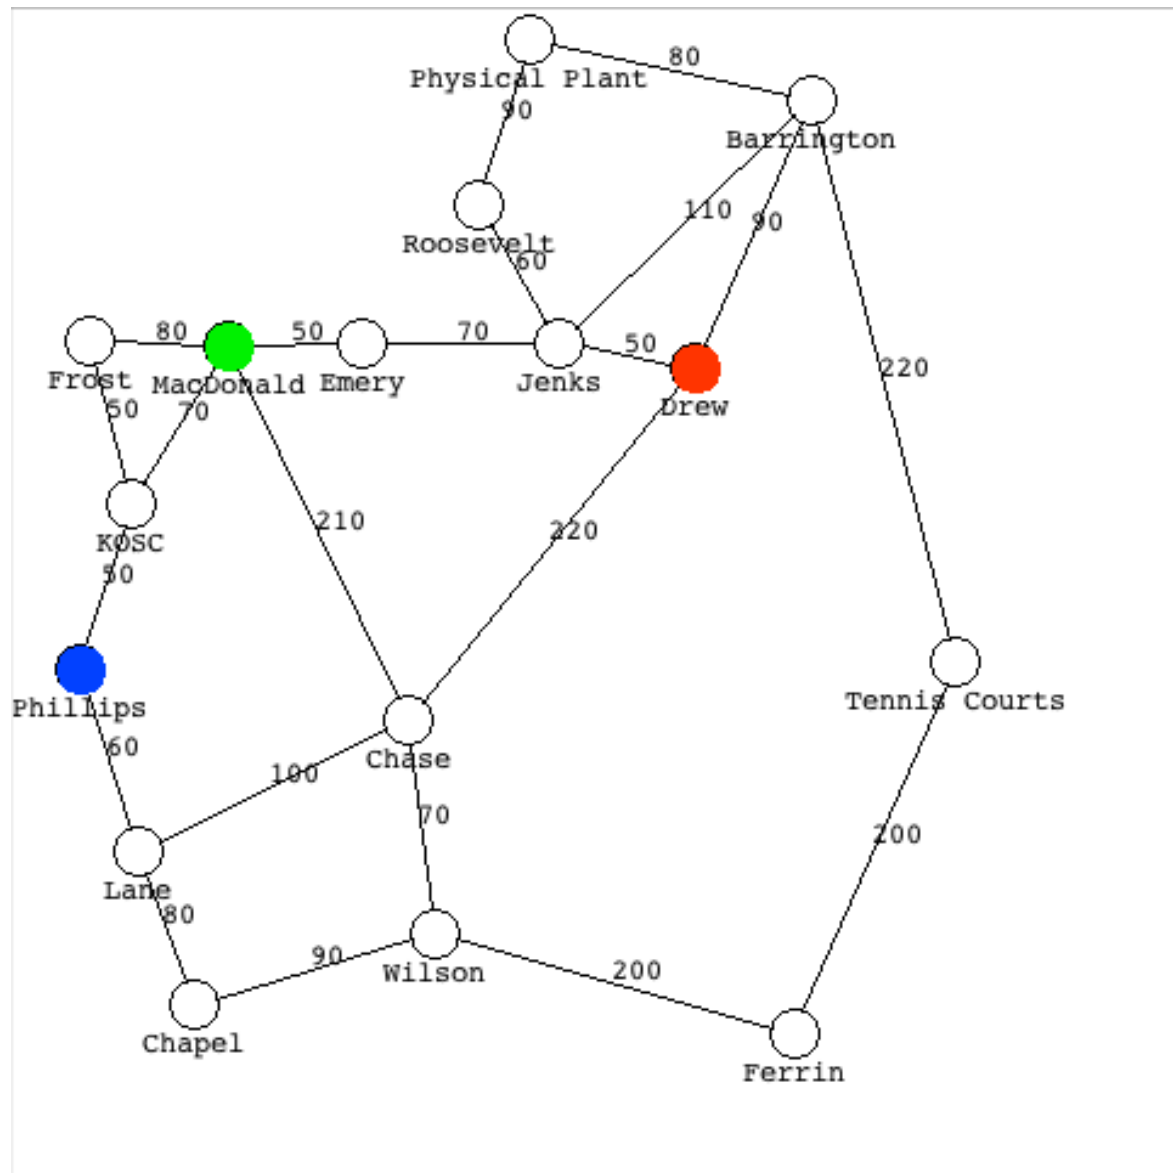 80
Physical Plant
90
Barrington
110
90
Roosevelt
60
80
50
70
50
Frost
MacDonald
Emery
Jenks
Drew
220
50
70
210
220
KOSC
50
Phillips
Tennis Courts
60
100
Chase
70
200
Lane
80
90
Wilson
200
Chapel
Ferrin